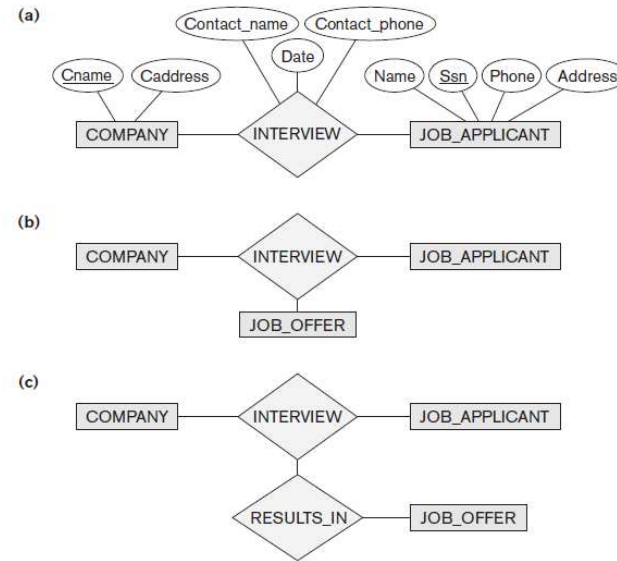 (a)
Contact_name Contact_phone
Date
Cname Caddress Name Ssn Phone Address
COMPANY INTERVIEW JOB_APPLICANT
(b)
COMPANY INTERVIEW JOB_APPLICANT
JOB_OFFER
(c)
COMPANY INTERVIEW JOB_APPLICANT
RESULTS_IN JOB_OFFER